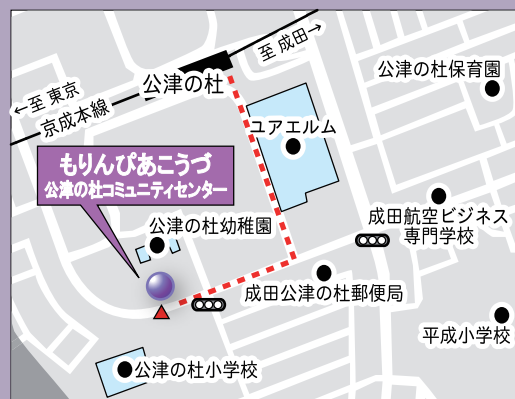 至 成田→
公津の杜
←至 東京
京成本線
公津の杜保育園
ユアエルム
もりんぴあこうづ
公津の杜コミュニティセンター
成田航空ビジネス
専門学校
公津の杜幼稚園
成田公津の杜郵便局
平成小学校
公津の杜小学校